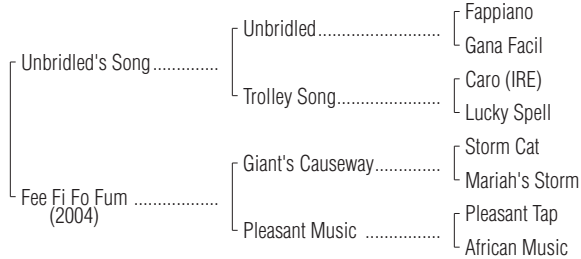 Fappiano
Unbridled..............................
Gana Facil
Unbridled's Song..............
Caro (IRE)
Trolley Song.........................
Lucky Spell
Storm Cat
Giant's Causeway..............
Mariah's Storm
Fee Fi Fo Fum ..................
(2004)
Pleasant Tap
Pleasant Music ................
African Music